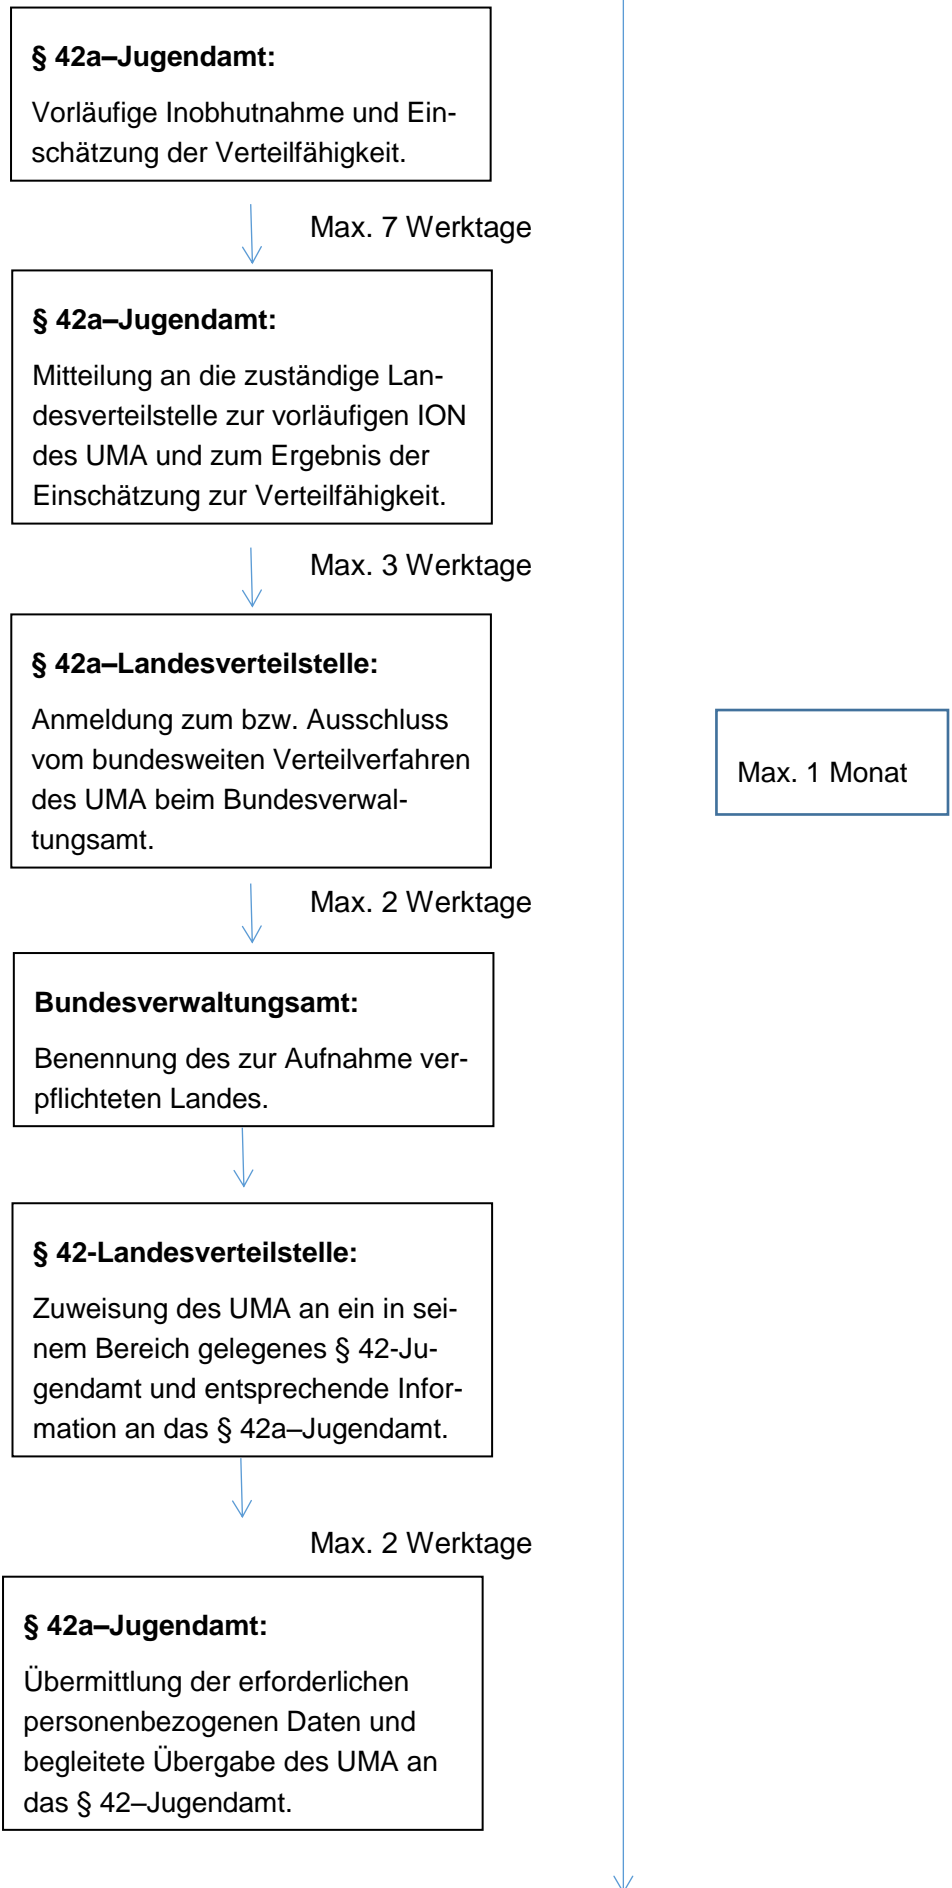 § 42a–Jugendamt:
Vorläufige Inobhutnahme und Ein-
schätzung der Verteilfähigkeit.
Max. 7 Werktage
§ 42a–Jugendamt:
Mitteilung an die zuständige Lan-
desverteilstelle zur vorläufigen ION
des UMA und zum Ergebnis der
Einschätzung zur Verteilfähigkeit.
Max. 3 Werktage
§ 42a–Landesverteilstelle:
Anmeldung zum bzw. Ausschluss
vom bundesweiten Verteilverfahren
des UMA beim Bundesverwal-
tungsamt.
Max. 1 Monat
Max. 2 Werktage
Bundesverwaltungsamt:
Benennung des zur Aufnahme ver-
pflichteten Landes.
§ 42-Landesverteilstelle:
Zuweisung des UMA an ein in sei-
nem Bereich gelegenes § 42-Ju-
gendamt und entsprechende Infor-
mation an das § 42a–Jugendamt.
Max. 2 Werktage
§ 42a–Jugendamt:
Übermittlung der erforderlichen
personenbezogenen Daten und
begleitete Übergabe des UMA an
das § 42–Jugendamt.